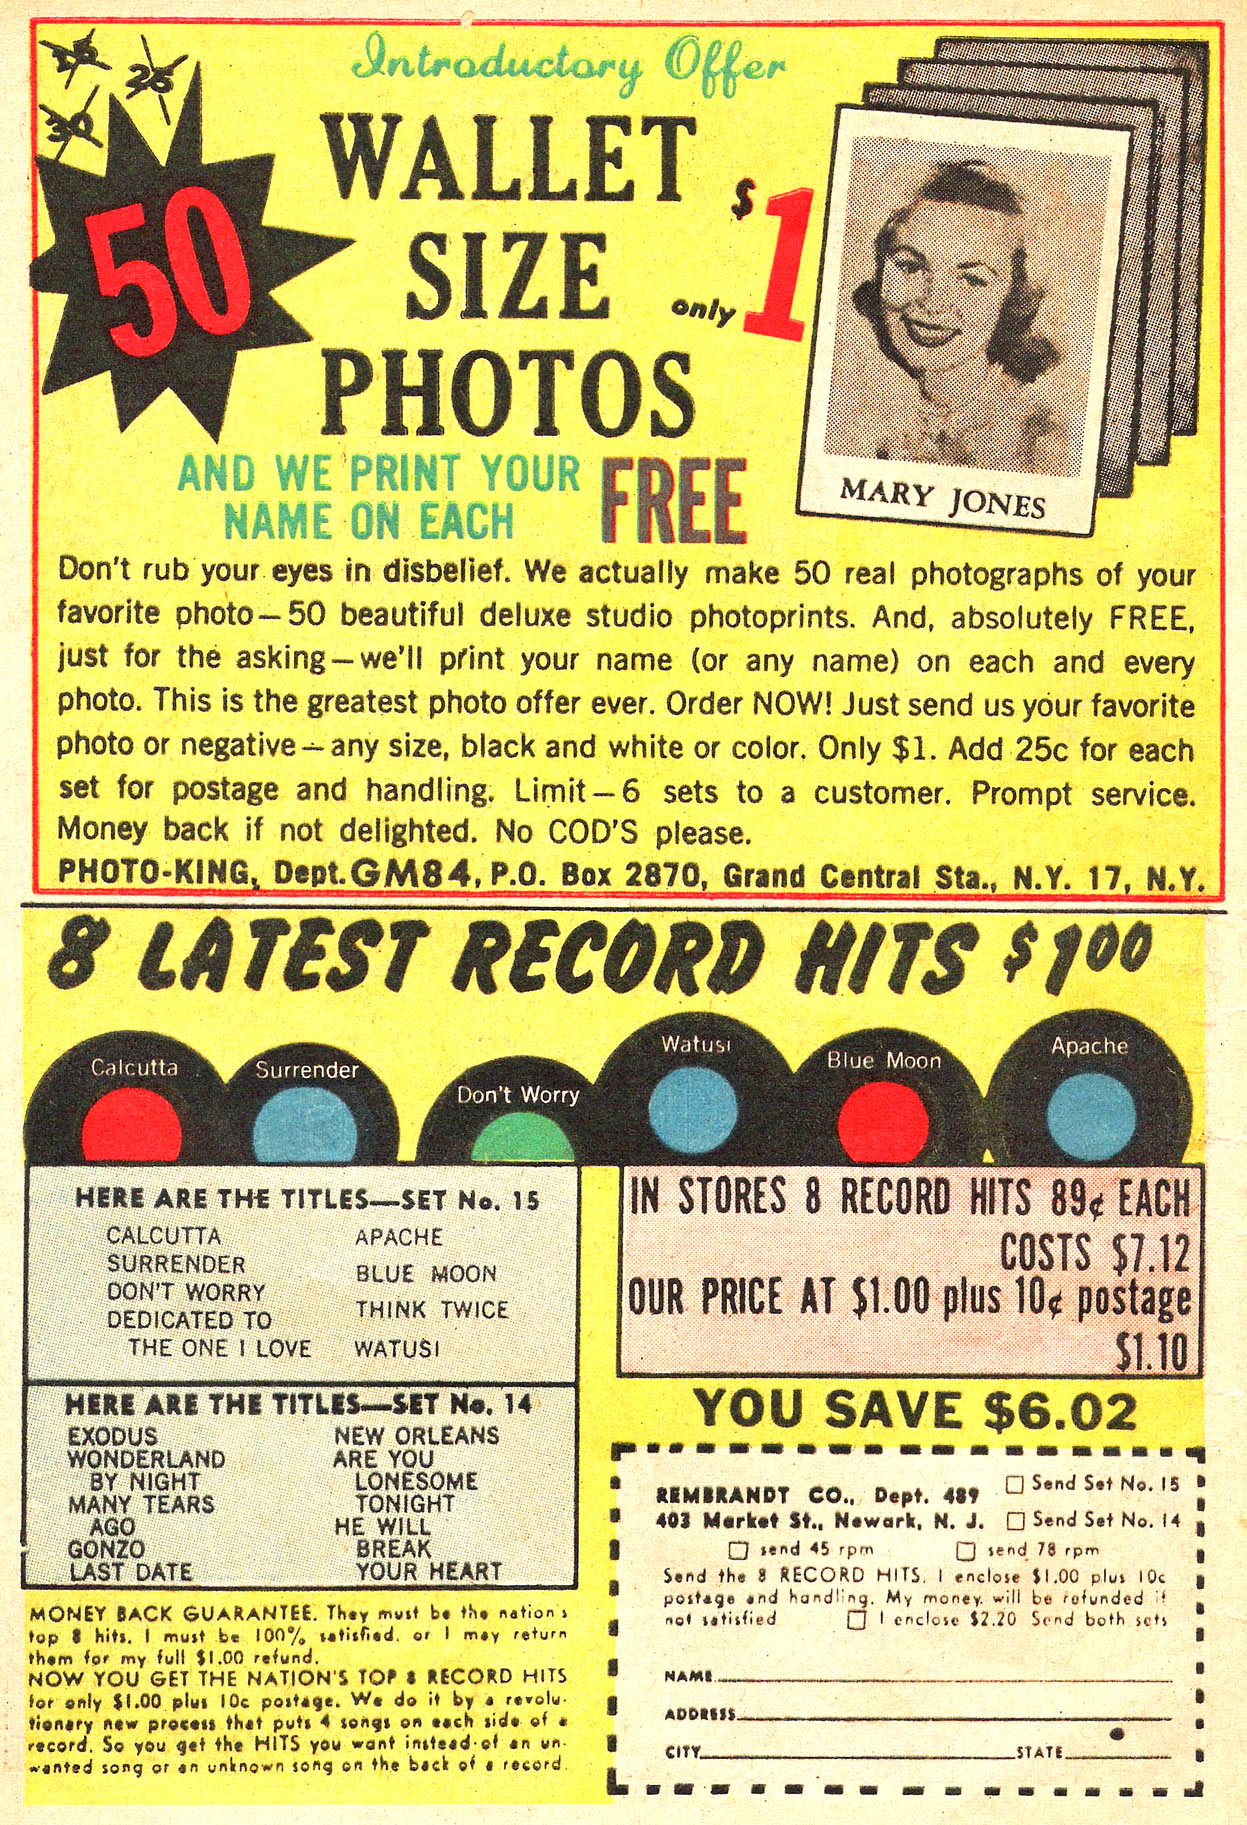 15
25
30
50
Introductory Offer
WALLET
SIZE
PHOTOS
only $1
AND WE PRINT YOUR
NAME ON EACH FREE
MARY JONES
Don't rub your eyes in disbelief. We actually make 50 real photographs of your
favorite photo—50 beautiful deluxe studio photoprints. And, absolutely FREE,
just for the asking—we'll print your name (or any name) on each and every
photo. This is the greatest photo offer ever. Order NOW! Just send us your favorite
photo or negative—any size, black and white or color. Only $1. Add 25c for each
set for postage and handling. Limit—6 sets to a customer. Prompt service.
Money back if not delighted. No COD'S please.
PHOTO-KING, Dept. GM84, P.O. Box 2870, Grand Central Sta., N.Y. 17, N.Y.
8 LATEST RECORD HITS $100
Calcutta
Surrender
Don't Worry
Watusi
Blue Moon
Apache
HERE ARE THE TITLES—SET No. 15
CALCUTTA
SURRENDER
DON'T WORRY
DEDICATED TO
THE ONE I LOVE
APACHE
BLUE MOON
THINK TWICE
WATUSI
HERE ARE THE TITLES—SET No. 14
EXODUS
WONDERLAND
BY NIGHT
MANY TEARS
AGO
GONZO
LAST DATE
NEW ORLEANS
ARE YOU
LONESOME
TONIGHT
HE WILL
BREAK
YOUR HEART
MONEY BACK GUARANTEE. They must be the nation's
top 8 hits. I must be 100% satisfied. or I may return
them for my full $1.00 refund.
NOW YOU GET THE NATION'S TOP 8 RECORD HITS
for only $1.00 plus 10c postage. We do it by a revolu-
tionary new process that puts 4 songs on each side of a
record. So you get the HITS you want instead of an un-
wanted song or an unknown song on the back of a record.
IN STORES 8 RECORD HITS 89¢ EACH
COSTS $7.12
OUR PRICE AT $1.00 plus 10¢ postage
$1.10
YOU SAVE $6.02
REMBRANDT CO., Dept. 489
403 Market St., Newark, N. J.
Send Set No. 15
Send Set No. 14
send 45 rpm send 78 rpm
Send the 8 RECORD HITS. I enclose $1.00 plus 10c
postage and handling. My money will be refunded if
not satisfied I enclose $2.20 Send both sets
NAME
ADDRESS
CITY STATE